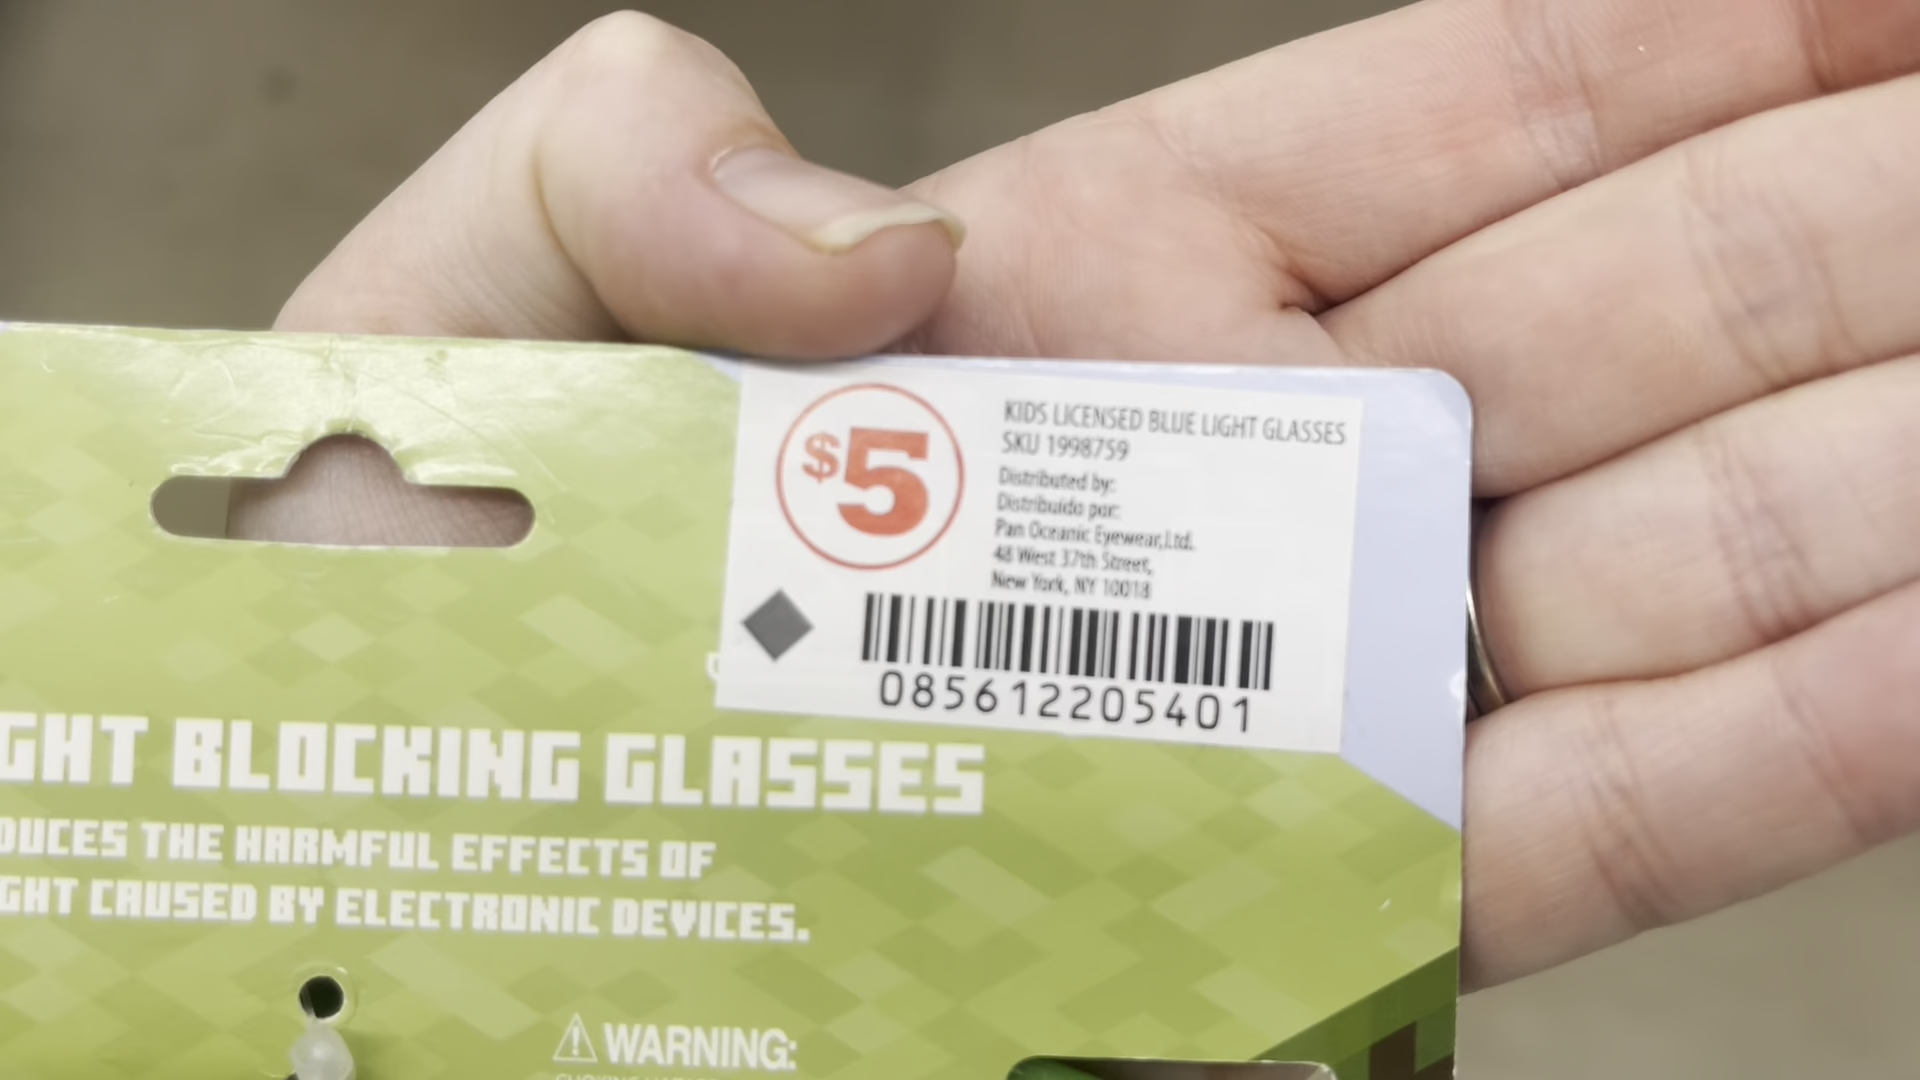 $5
KIDS LICENSED BLUE LIGHT GLASSES
SKU 1998759
Distributed by:
Distribuido por:
Pan Oceanic Eyewear,Ltd.
48 West 37th Street,
New York, NY 10018
085612205401
GHT BLOCKING GLASSES
DUCES THE HARMFUL EFFECTS OF
GHT CAUSED BY ELECTRONIC DEVICES.
⚠ WARNING: